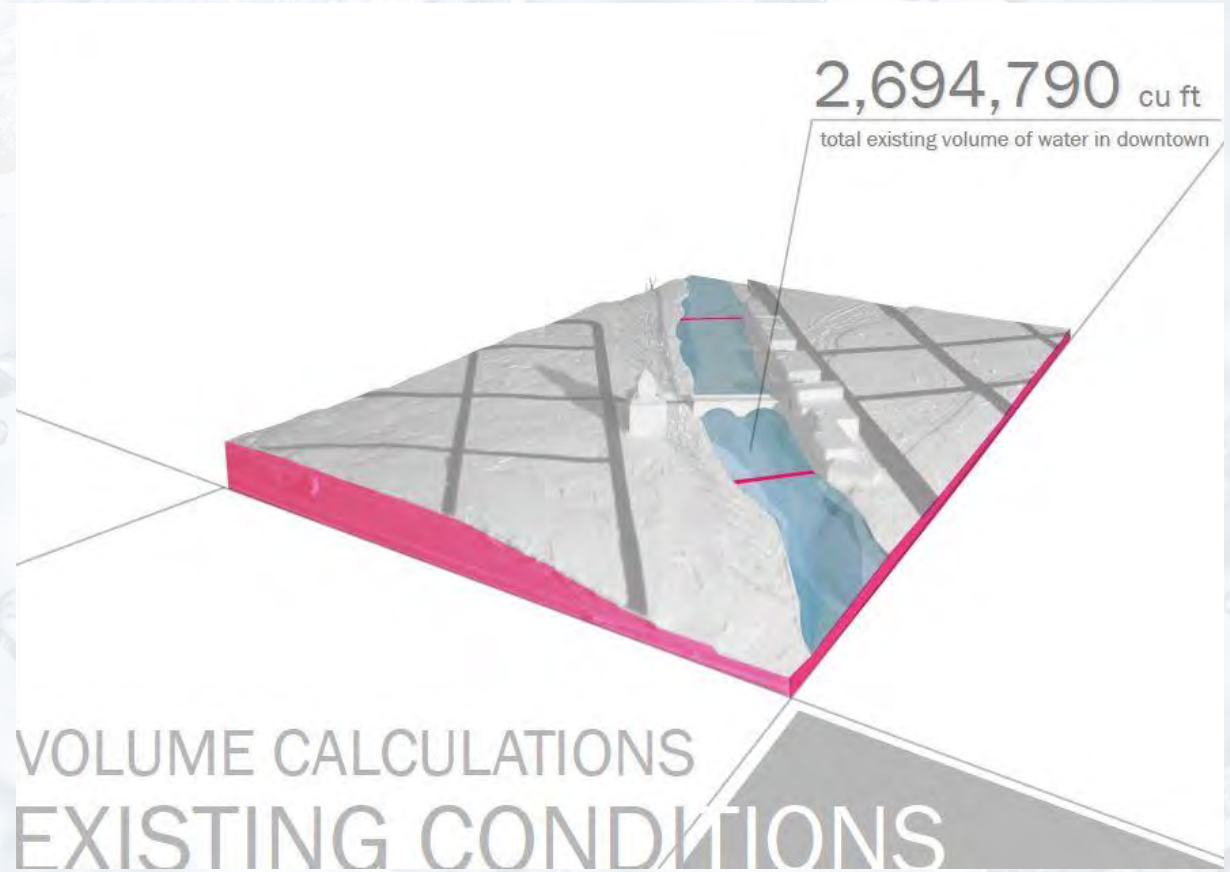 2,694,790 cu ft
total existing volume of water in downtown
VOLUME CALCULATIONS
EXISTING CONDITIONS